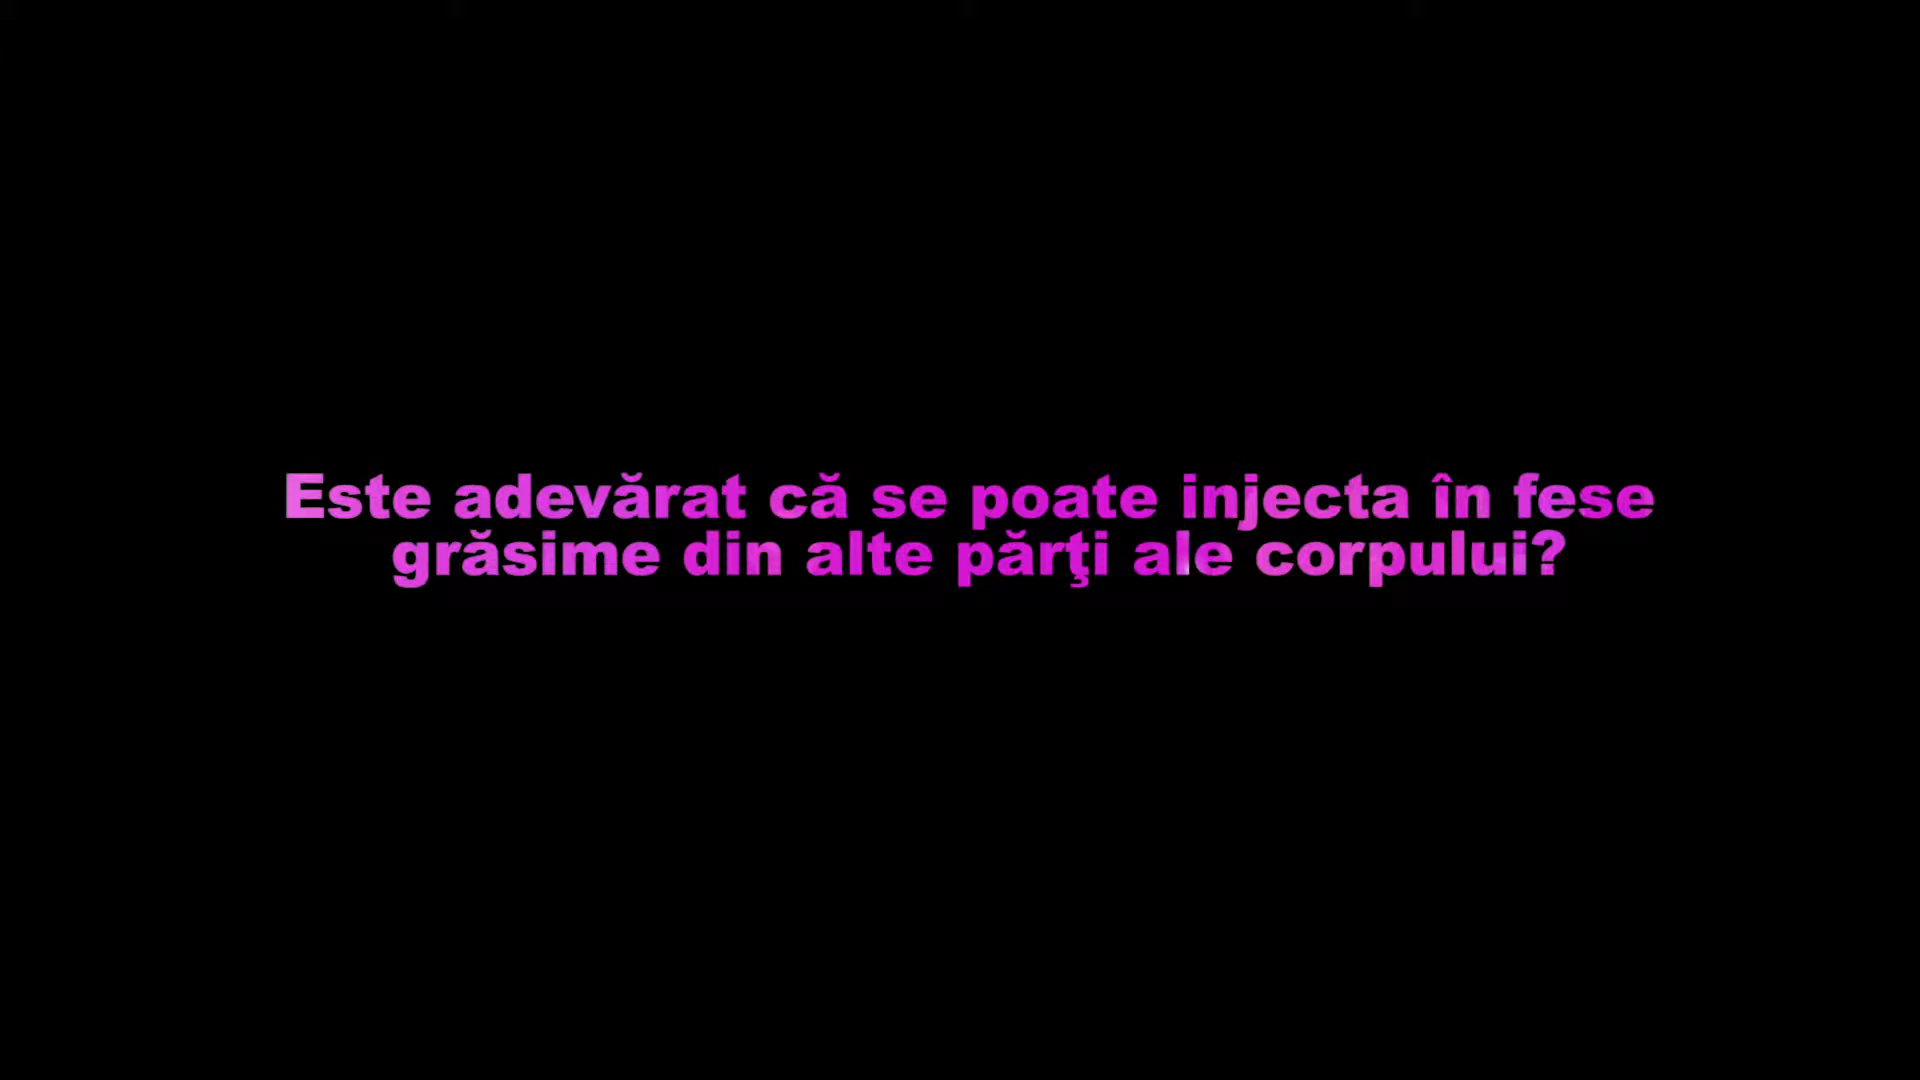 Este adevărat că se poate injecta în fese
grăsime din alte părţi ale corpului?